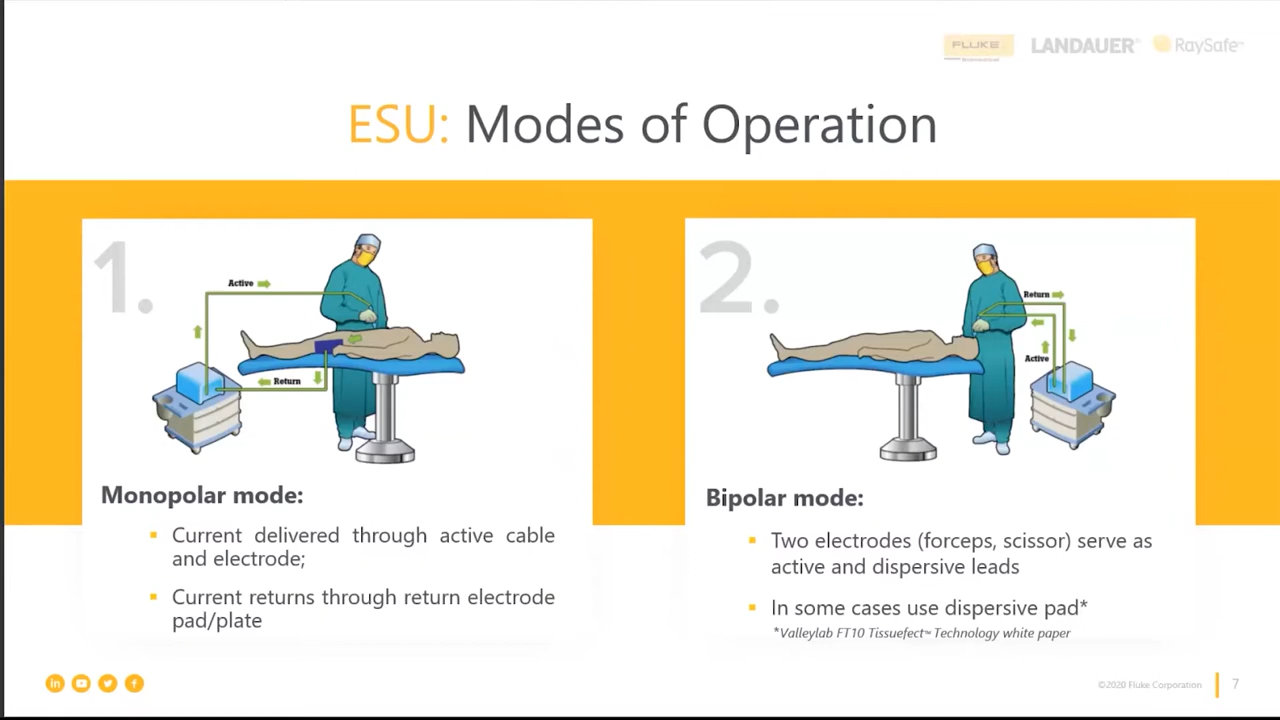 FLUKE LANDAUER® RaySafe™
ESU: Modes of Operation
1.
Active
Return
Monopolar mode:
▪ Current delivered through active cable
and electrode;
▪ Current returns through return electrode
pad/plate
2.
Return
Active
Bipolar mode:
▪ Two electrodes (forceps, scissor) serve as
active and dispersive leads
▪ In some cases use dispersive pad*
*Valleylab FT10 Tissuefect™ Technology white paper
©2020 Fluke Corporation
7